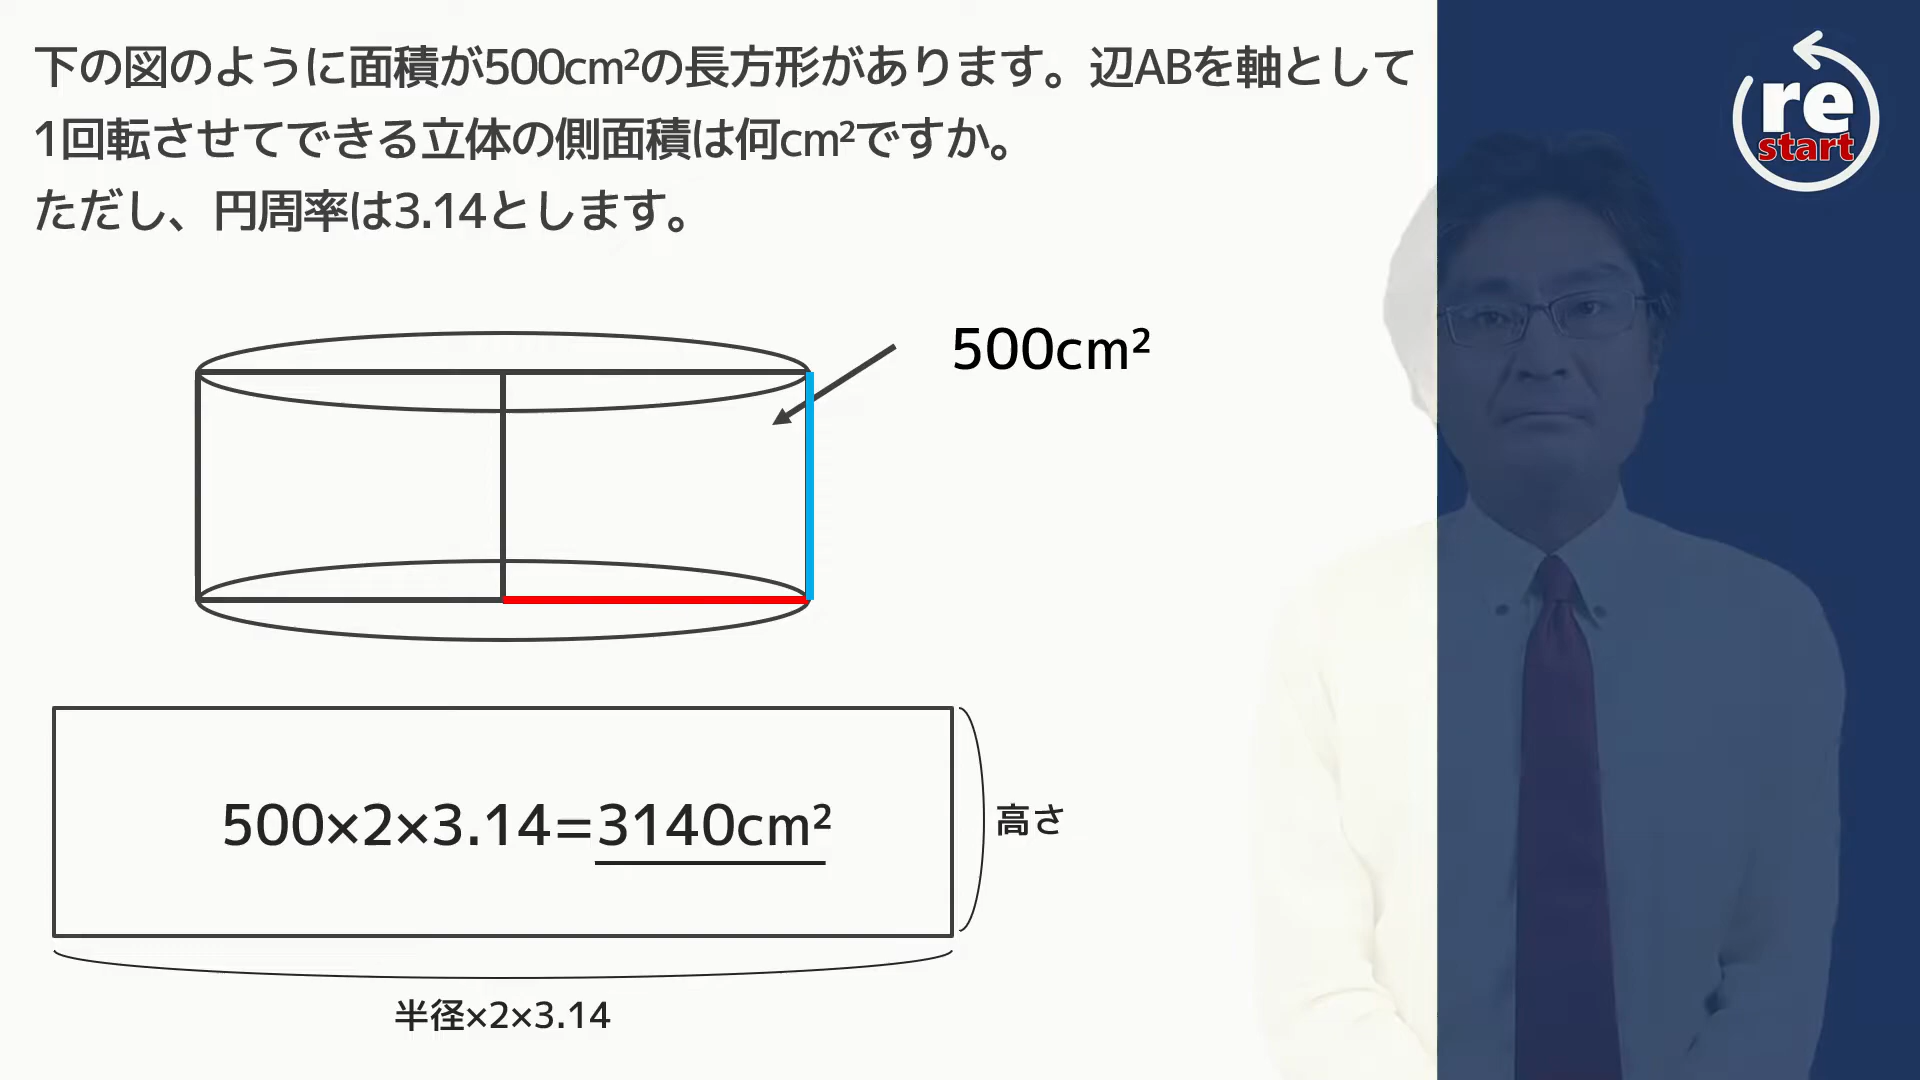 下の図のように面積が500cm²の長方形があります。辺ABを軸として
1回転させてできる立体の側面積は何cm²ですか。
ただし、円周率は3.14とします。
re
start
500cm²
500×2×3.14=3140cm²
高さ
半径×2×3.14